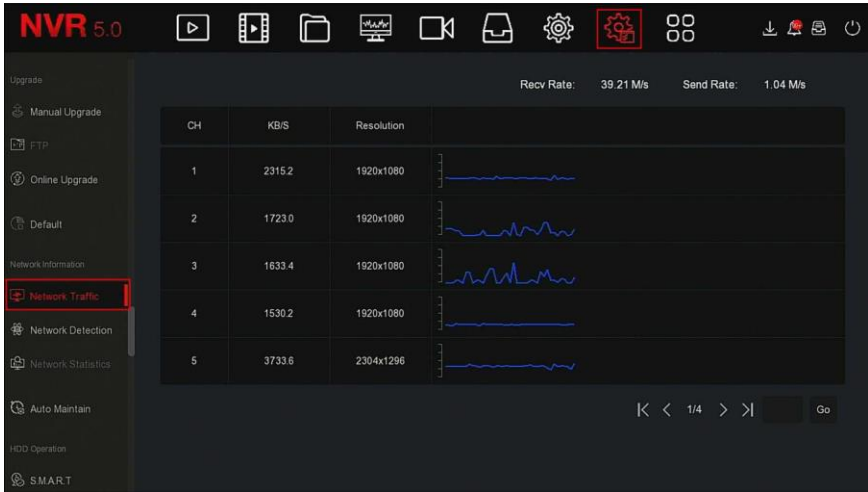 NVR 5.0
Upgrade
Manual Upgrade
FTP
Online Upgrade
Default
Network Information
Network Traffic
Network Detection
Network Statistics
Auto Maintain
HDD Operation
S.M.A.R.T
Recv Rate: 39.21 M/s Send Rate: 1.04 M/s
CH KB/S Resolution
1 2315.2 1920x1080
2 1723.0 1920x1080
3 1633.4 1920x1080
4 1530.2 1920x1080
5 3733.6 2304x1296
1/4 Go